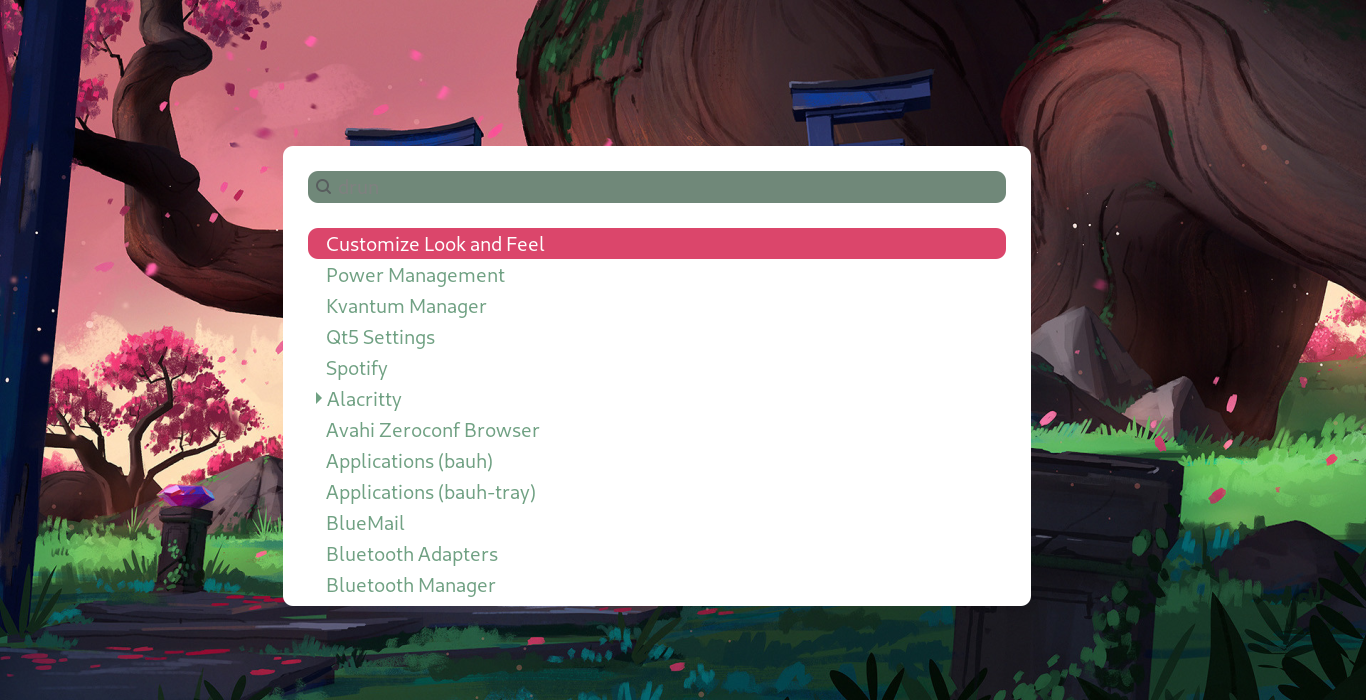 Customize Look and Feel
Power Management
Kvantum Manager
Qt5 Settings
Spotify
Alacritty
Avahi Zeroconf Browser
Applications (bauh)
Applications (bauh-tray)
BlueMail
Bluetooth Adapters
Bluetooth Manager